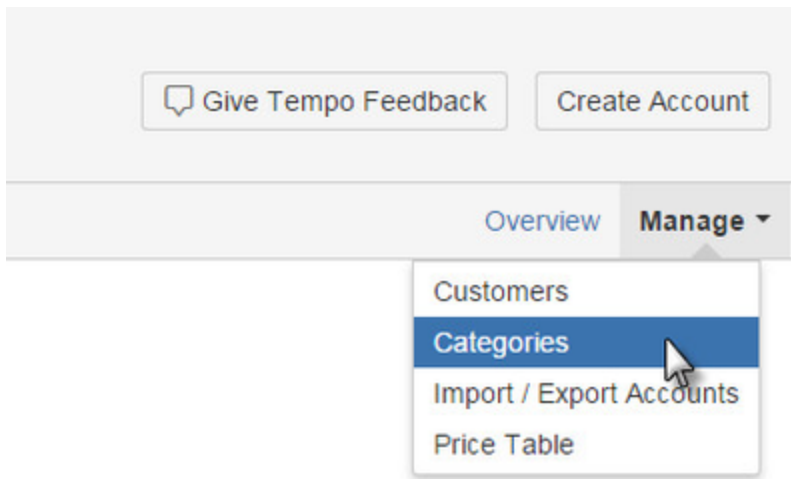 Give Tempo Feedback Create Account
Overview Manage
Customers
Categories
Import / Export Accounts
Price Table